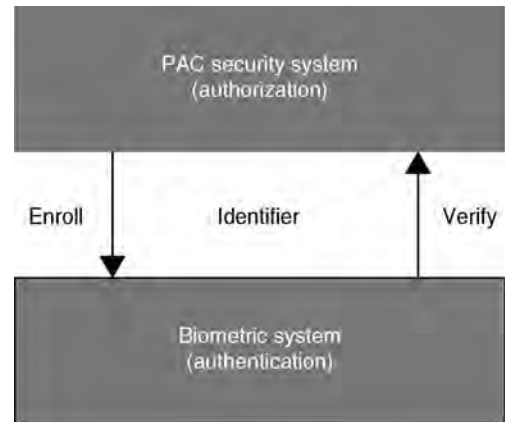 PAC security system
(authorization)
Enroll Identifier Verify
Biometric system
(authentication)